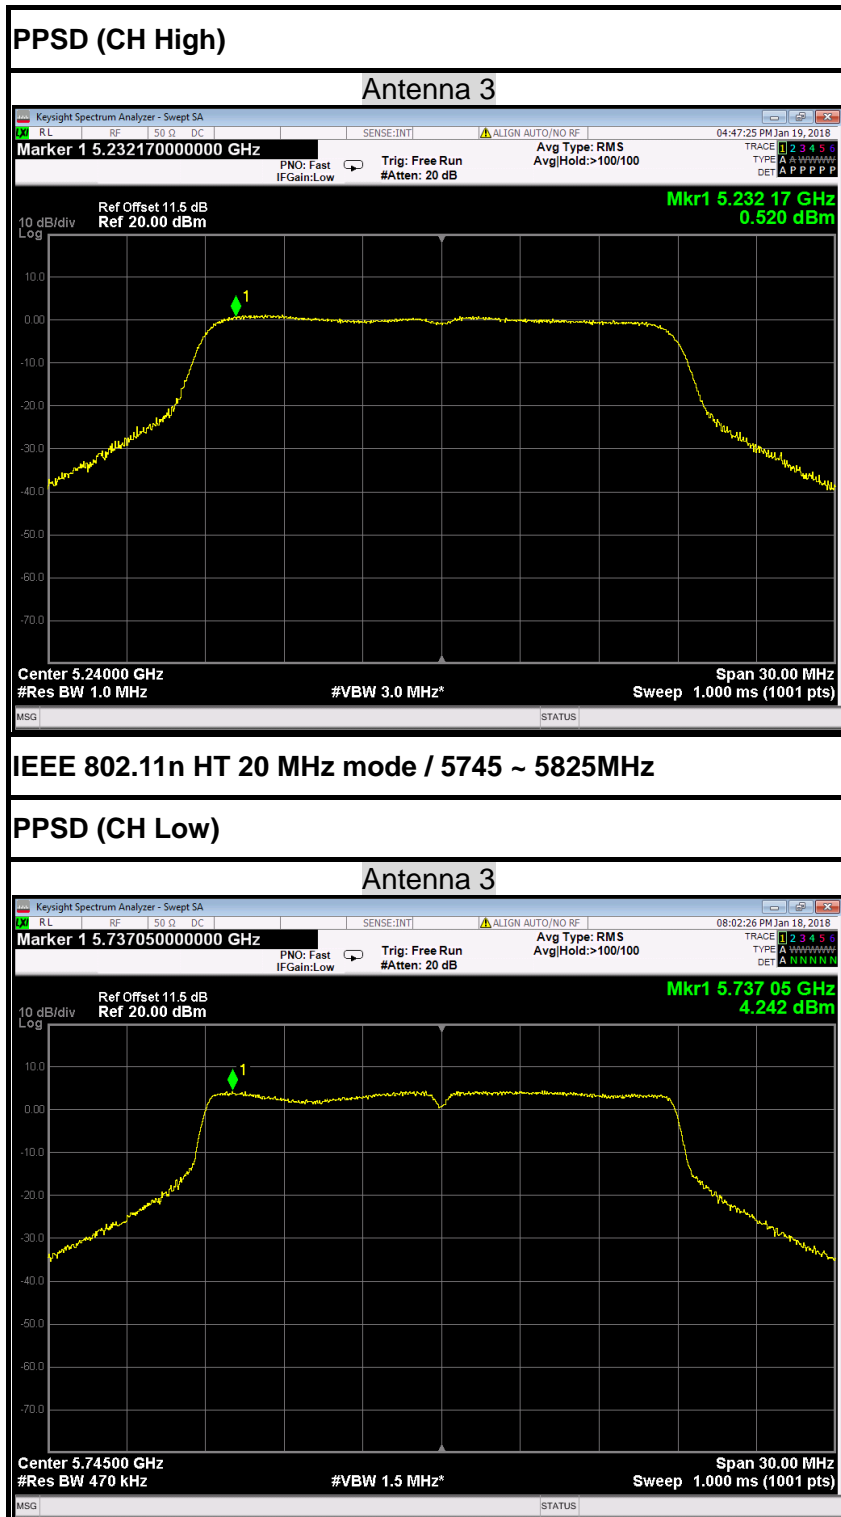 PPSD (CH High)
Antenna 3
Keysight Spectrum Analyzer - Swept SA
LXI RL RF 50 Ω DC SENSE:INT ALIGN AUTO/NO RF 04:47:25 PM Jan 19, 2018
Marker 1 5.232170000000 GHz Avg Type: RMS TRACE 1 2 3 4 5 6
PNO: Fast Trig: Free Run Avg|Hold:>100/100 TYPE A A WWWW
IFGain:Low #Atten: 20 dB DET A P P P P P
Mkr1 5.232 17 GHz
0.520 dBm
Ref Offset 11.5 dB
10 dB/div Ref 20.00 dBm
Log
1
10.0
0.00
-10.0
-20.0
-30.0
-40.0
-50.0
-60.0
-70.0
Center 5.24000 GHz Span 30.00 MHz
#Res BW 1.0 MHz #VBW 3.0 MHz* Sweep 1.000 ms (1001 pts)
MSG STATUS
IEEE 802.11n HT 20 MHz mode / 5745 ~ 5825MHz
PPSD (CH Low)
Antenna 3
Keysight Spectrum Analyzer - Swept SA
LXI RL RF 50 Ω DC SENSE:INT ALIGN AUTO/NO RF 08:02:26 PM Jan 18, 2018
Marker 1 5.737050000000 GHz Avg Type: RMS TRACE 1 2 3 4 5 6
PNO: Fast Trig: Free Run Avg|Hold:>100/100 TYPE A WWWWW
IFGain:Low #Atten: 20 dB DET A N N N N N
Mkr1 5.737 05 GHz
4.242 dBm
Ref Offset 11.5 dB
10 dB/div Ref 20.00 dBm
Log
1
10.0
0.00
-10.0
-20.0
-30.0
-40.0
-50.0
-60.0
-70.0
Center 5.74500 GHz Span 30.00 MHz
#Res BW 470 kHz #VBW 1.5 MHz* Sweep 1.000 ms (1001 pts)
MSG STATUS